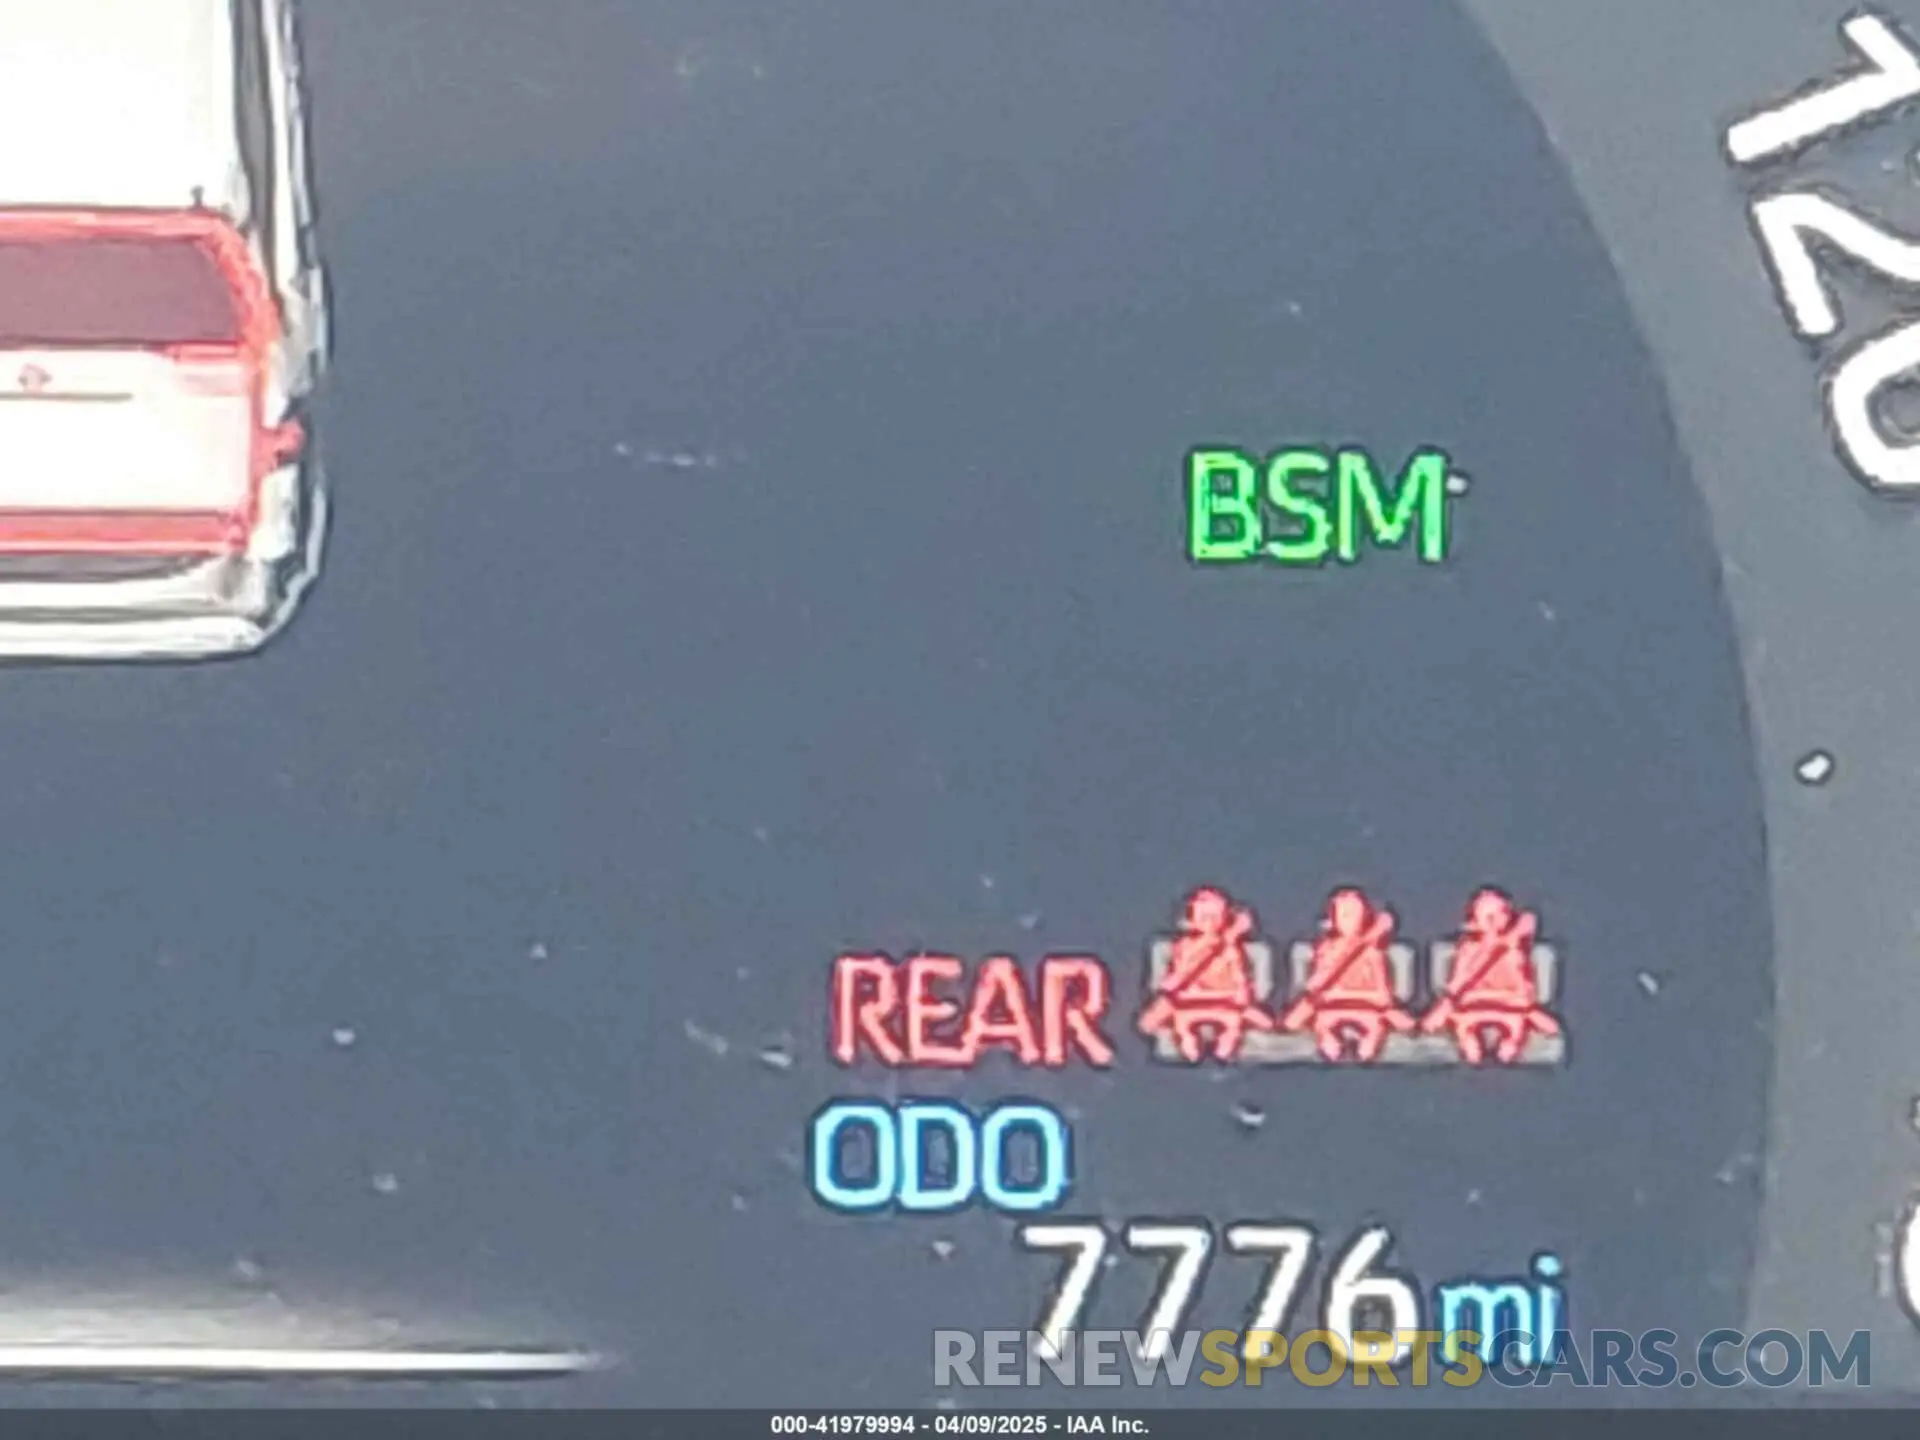 120
BSM
REAR
ODO
7776 mi
RENEWSPORTSCARS.COM
000-41979994 - 04/09/2025 - IAA Inc.